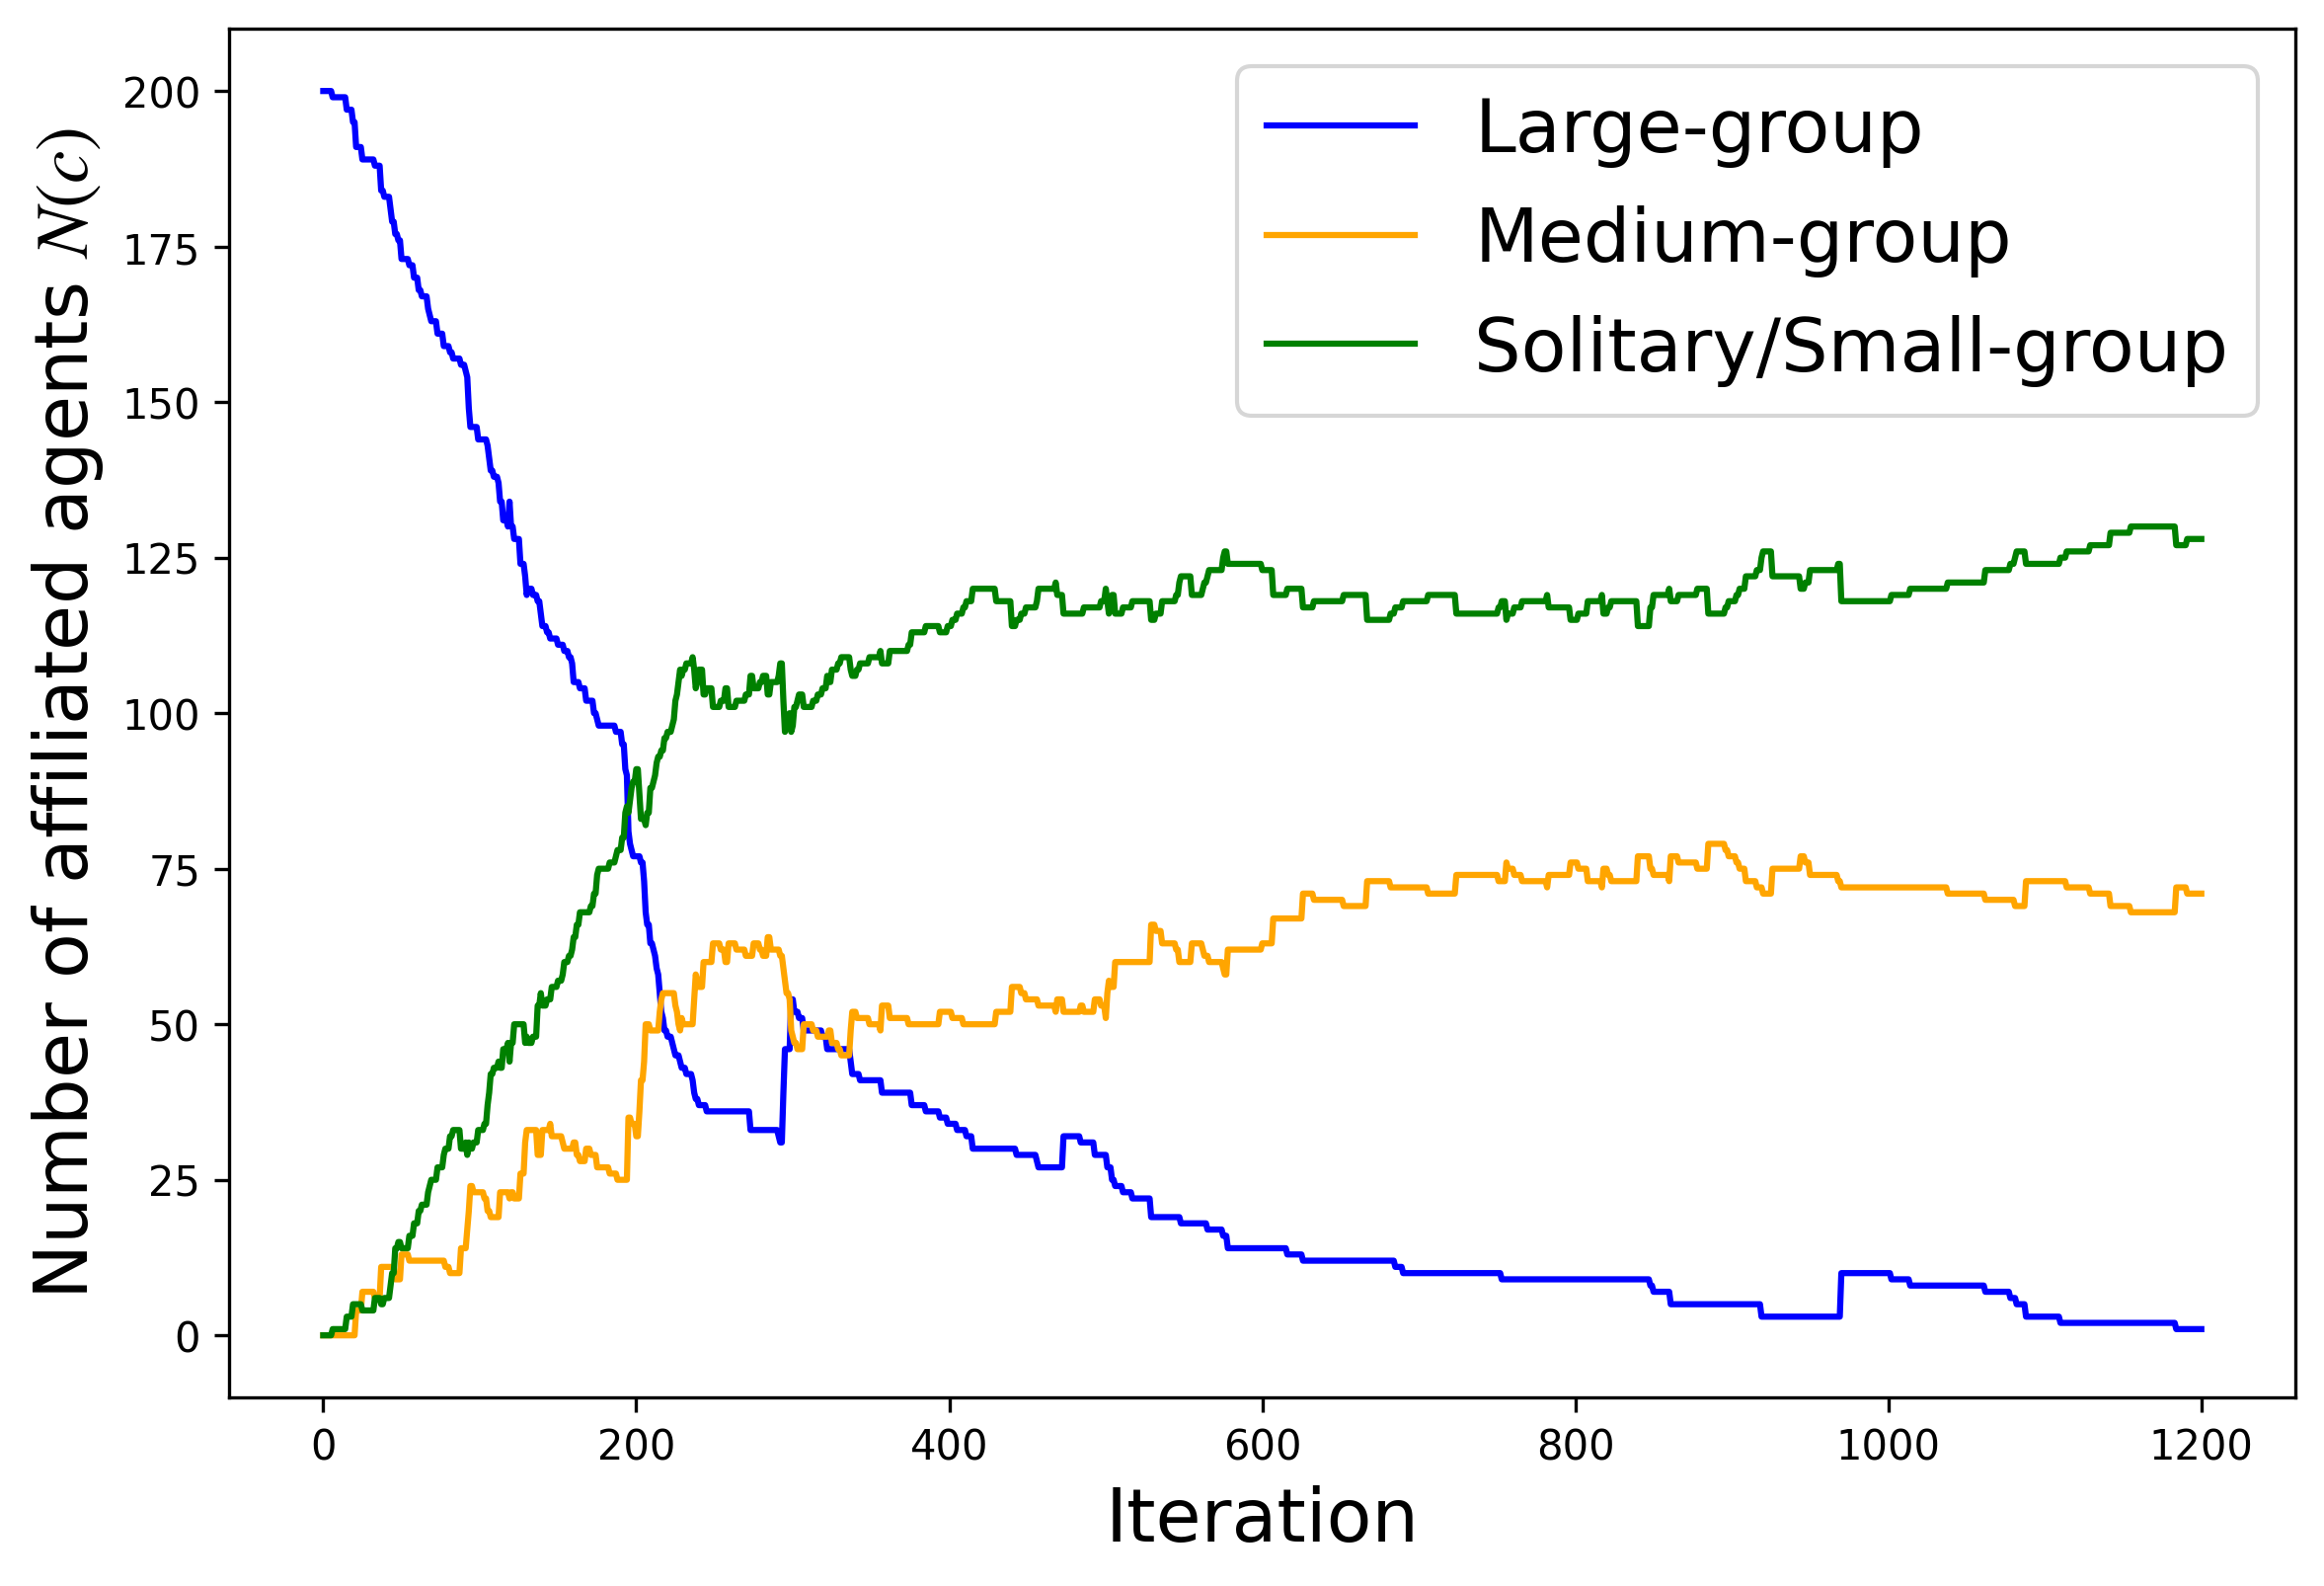 Number of affiliated agents N(c)
200
175
150
125
100
75
50
25
0
Large-group
Medium-group
Solitary/Small-group
0 200 400 600 800 1000 1200
Iteration